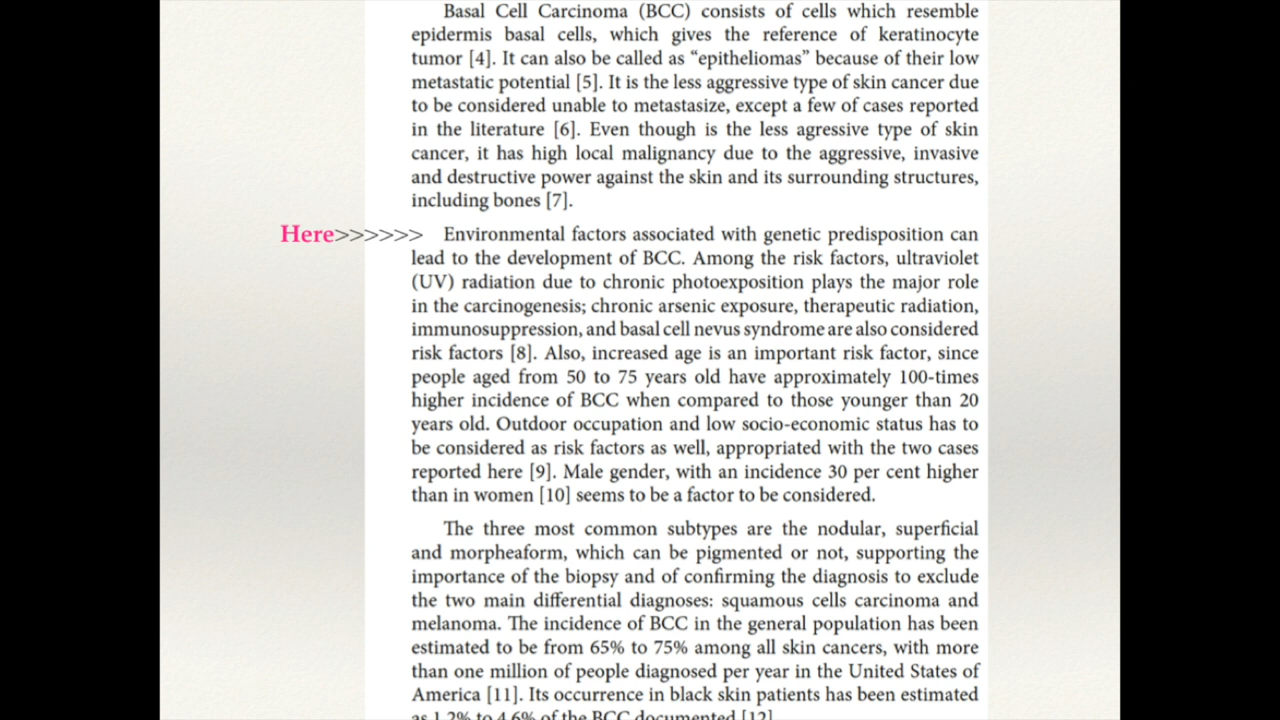 Basal Cell Carcinoma (BCC) consists of cells which resemble
epidermis basal cells, which gives the reference of keratinocyte
tumor [4]. It can also be called as “epitheliomas” because of their low
metastatic potential [5]. It is the less aggressive type of skin cancer due
to be considered unable to metastasize, except a few of cases reported
in the literature [6]. Even though is the less agressive type of skin
cancer, it has high local malignancy due to the aggressive, invasive
and destructive power against the skin and its surrounding structures,
including bones [7].
Here>>>>>> Environmental factors associated with genetic predisposition can
lead to the development of BCC. Among the risk factors, ultraviolet
(UV) radiation due to chronic photoexposition plays the major role
in the carcinogenesis; chronic arsenic exposure, therapeutic radiation,
immunosuppression, and basal cell nevus syndrome are also considered
risk factors [8]. Also, increased age is an important risk factor, since
people aged from 50 to 75 years old have approximately 100-times
higher incidence of BCC when compared to those younger than 20
years old. Outdoor occupation and low socio-economic status has to
be considered as risk factors as well, appropriated with the two cases
reported here [9]. Male gender, with an incidence 30 per cent higher
than in women [10] seems to be a factor to be considered.
The three most common subtypes are the nodular, superficial
and morpheaform, which can be pigmented or not, supporting the
importance of the biopsy and of confirming the diagnosis to exclude
the two main differential diagnoses: squamous cells carcinoma and
melanoma. The incidence of BCC in the general population has been
estimated to be from 65% to 75% among all skin cancers, with more
than one million of people diagnosed per year in the United States of
America [11]. Its occurrence in black skin patients has been estimated
as 1.2% to 4.6% of the BCC documented [12]